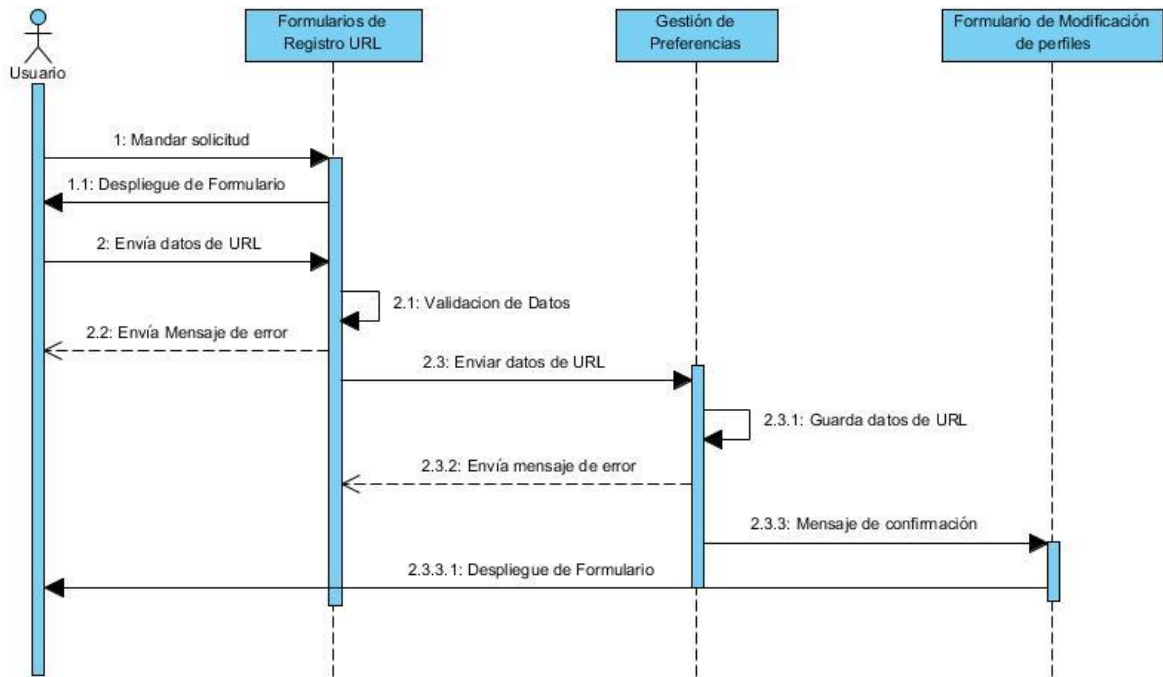 Usuario
Formularios de
Registro URL
Gestión de
Preferencias
Formulario de Modificación
de perfiles
1: Mandar solicitud
1.1: Despliegue de Formulario
2: Envía datos de URL
2.1: Validacion de Datos
2.2: Envía Mensaje de error
2.3: Enviar datos de URL
2.3.1: Guarda datos de URL
2.3.2: Envía mensaje de error
2.3.3: Mensaje de confirmación
2.3.3.1: Despliegue de Formulario